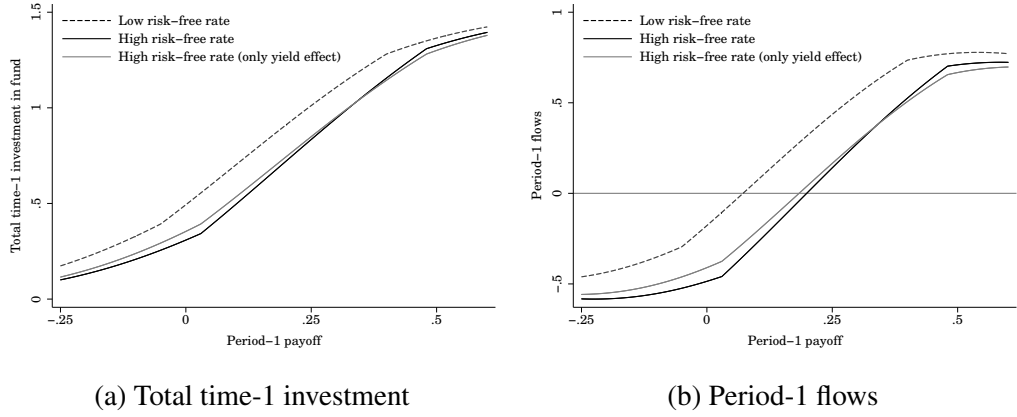 Low risk−free rate
High risk−free rate
High risk−free rate (only yield effect)
Total time−1 investment in fund
0
.5
1
1.5
−.25
0
.25
.5
Period−1 payoff
(a) Total time-1 investment
Low risk−free rate
High risk−free rate
High risk−free rate (only yield effect)
Period−1 flows
−.5
0
.5
1
−.25
0
.25
.5
Period−1 payoff
(b) Period-1 flows